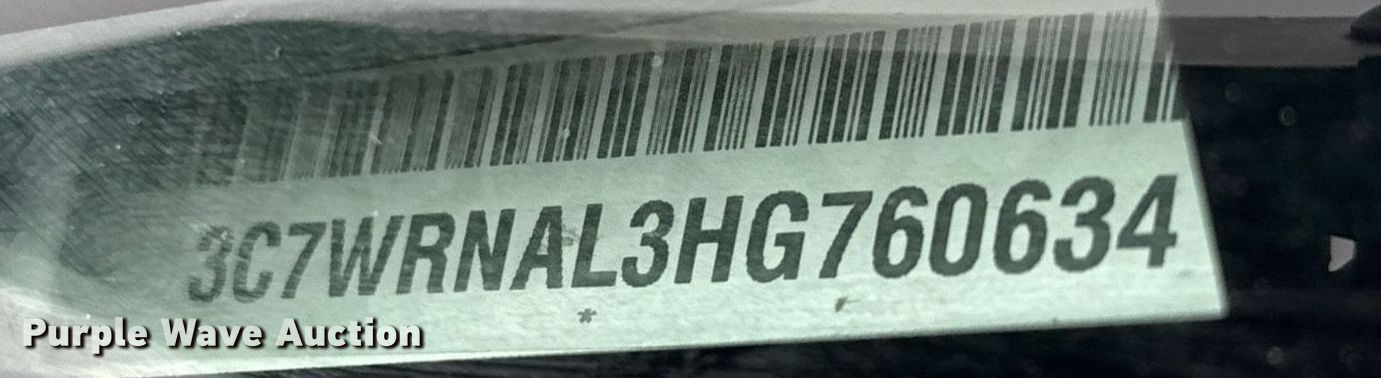 3C7WRNAL3HG760634
Purple Wave Auction